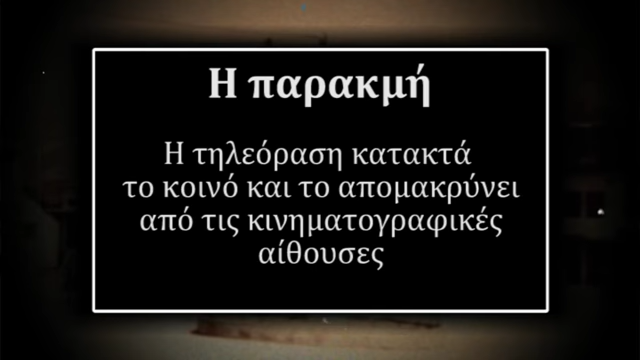 Η παρακμή
Η τηλεόραση κατακτά
το κοινό και το απομακρύνει
από τις κινηματογραφικές
αίθουσες